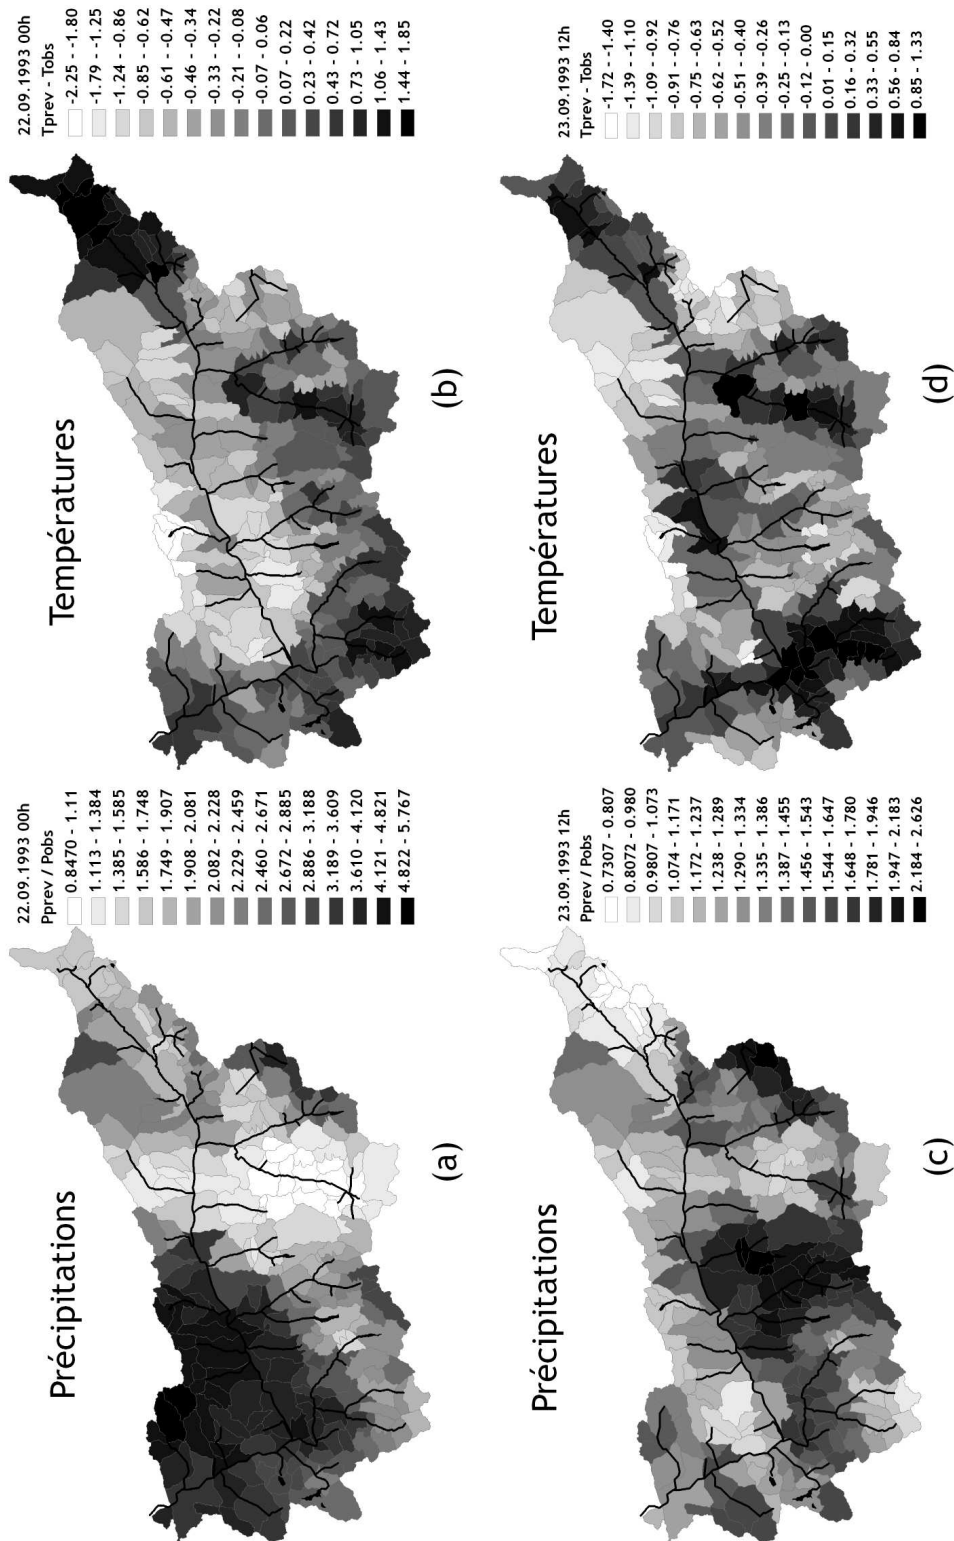 Précipitations
22.09.1993 00h
Pprev / Pobs
0.8470 - 1.11
1.113 - 1.384
1.385 - 1.585
1.586 - 1.748
1.749 - 1.907
1.908 - 2.081
2.082 - 2.228
2.229 - 2.459
2.460 - 2.671
2.672 - 2.885
2.886 - 3.188
3.189 - 3.609
3.610 - 4.120
4.121 - 4.821
4.822 - 5.767
(a)
Températures
22.09.1993 00h
Tprev - Tobs
-2.25 - -1.80
-1.79 - -1.25
-1.24 - -0.86
-0.85 - -0.62
-0.61 - -0.47
-0.46 - -0.34
-0.33 - -0.22
-0.21 - -0.08
-0.07 - 0.06
0.07 - 0.22
0.23 - 0.42
0.43 - 0.72
0.73 - 1.05
1.06 - 1.43
1.44 - 1.85
(b)
Précipitations
23.09.1993 12h
Pprev / Pobs
0.7307 - 0.807
0.8072 - 0.980
0.9807 - 1.073
1.074 - 1.171
1.172 - 1.237
1.238 - 1.289
1.290 - 1.334
1.335 - 1.386
1.387 - 1.455
1.456 - 1.543
1.544 - 1.647
1.648 - 1.780
1.781 - 1.946
1.947 - 2.183
2.184 - 2.626
(c)
Températures
23.09.1993 12h
Tprev - Tobs
-1.72 - -1.40
-1.39 - -1.10
-1.09 - -0.92
-0.91 - -0.76
-0.75 - -0.63
-0.62 - -0.52
-0.51 - -0.40
-0.39 - -0.26
-0.25 - -0.13
-0.12 - 0.00
0.01 - 0.15
0.16 - 0.32
0.33 - 0.55
0.56 - 0.84
0.85 - 1.33
(d)